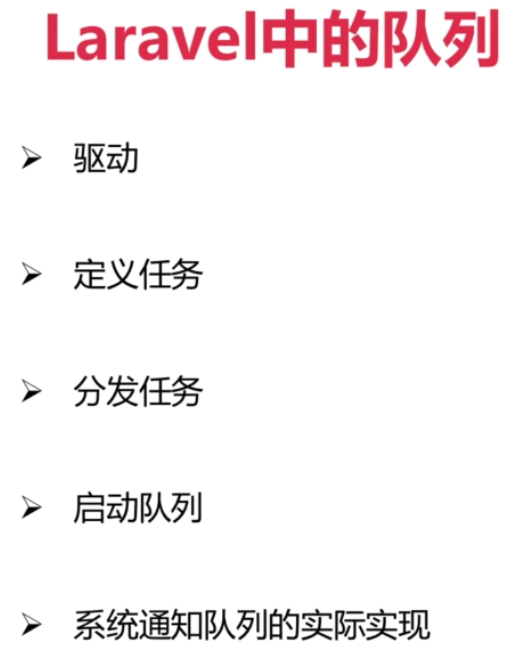 Laravel中的队列
➢ 驱动
➢ 定义任务
➢ 分发任务
➢ 启动队列
➢ 系统通知队列的实际实现